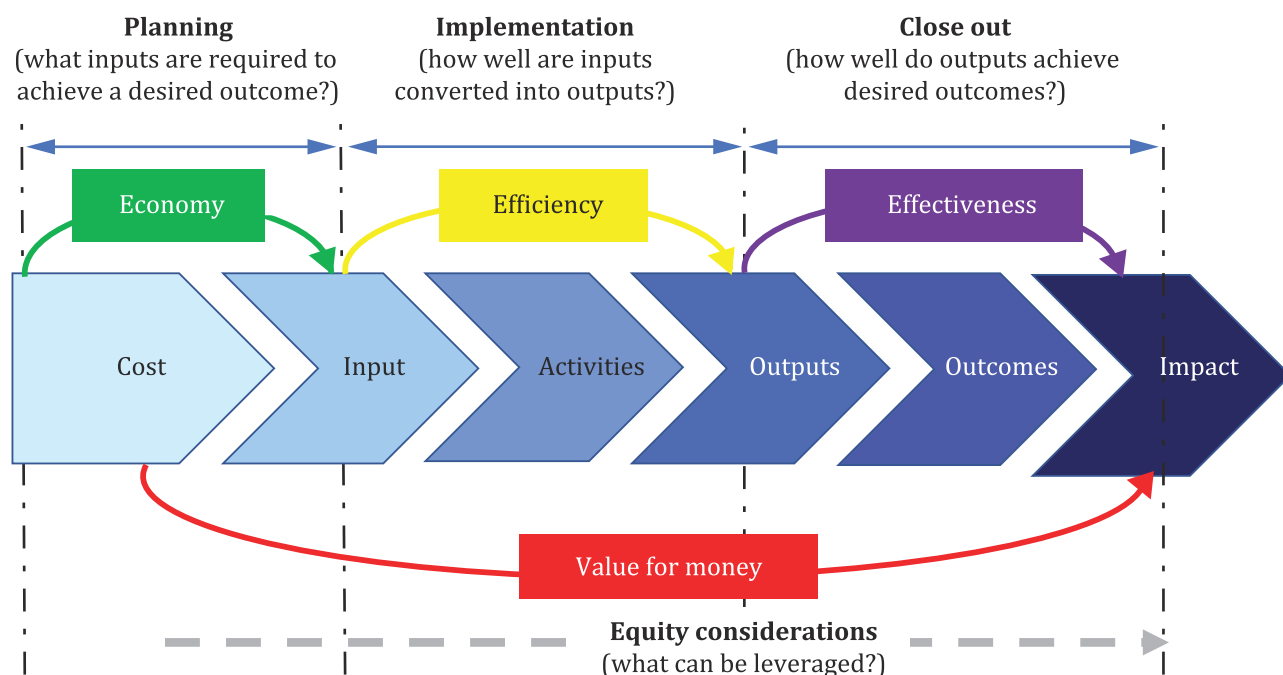 Planning
(what inputs are required to
achieve a desired outcome?)
Implementation
(how well are inputs
converted into outputs?)
Close out
(how well do outputs achieve
desired outcomes?)
Economy
Efficiency
Effectiveness
Cost
Input
Activities
Outputs
Outcomes
Impact
Value for money
Equity considerations
(what can be leveraged?)